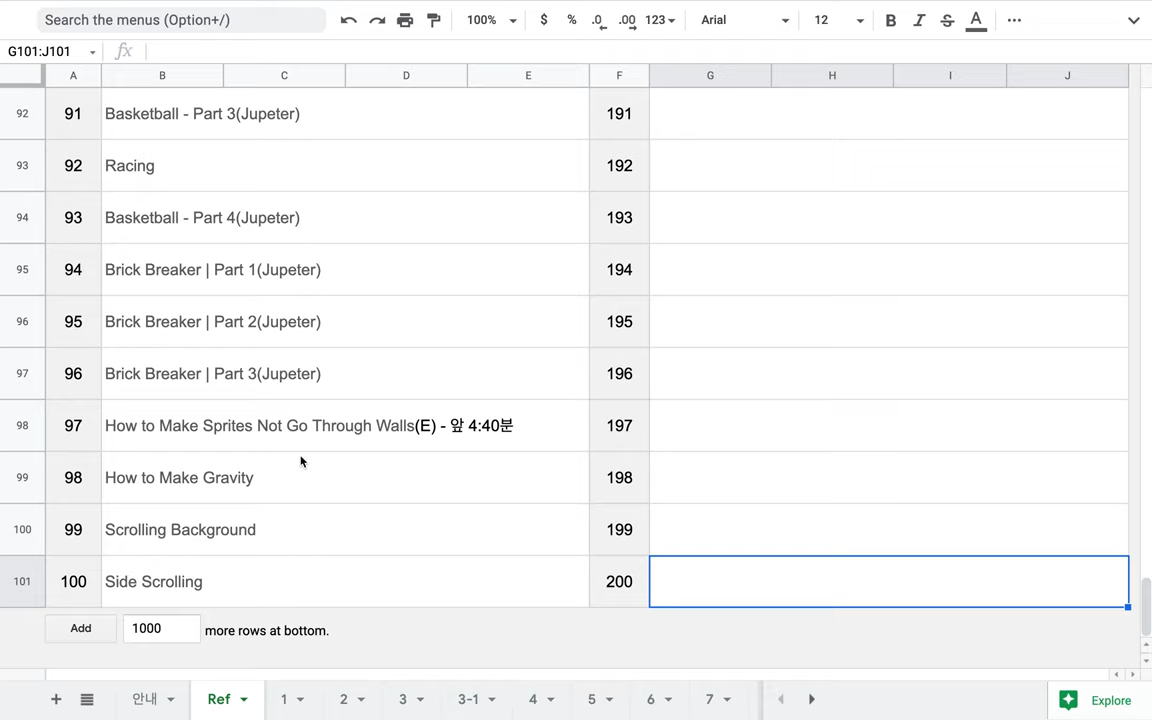 Search the menus (Option+/)
100%
$ % .0 .00 123
Arial
12
B I S A
G101:J101
fx
A B C D E F G H I J
92 91 Basketball - Part 3(Jupeter) 191
93 92 Racing 192
94 93 Basketball - Part 4(Jupeter) 193
95 94 Brick Breaker | Part 1(Jupeter) 194
96 95 Brick Breaker | Part 2(Jupeter) 195
97 96 Brick Breaker | Part 3(Jupeter) 196
98 97 How to Make Sprites Not Go Through Walls(E) - 앞 4:40분 197
99 98 How to Make Gravity 198
100 99 Scrolling Background 199
101 100 Side Scrolling 200
Add 1000 more rows at bottom.
안내 Ref 1 2 3 3-1 4 5 6 7 Explore